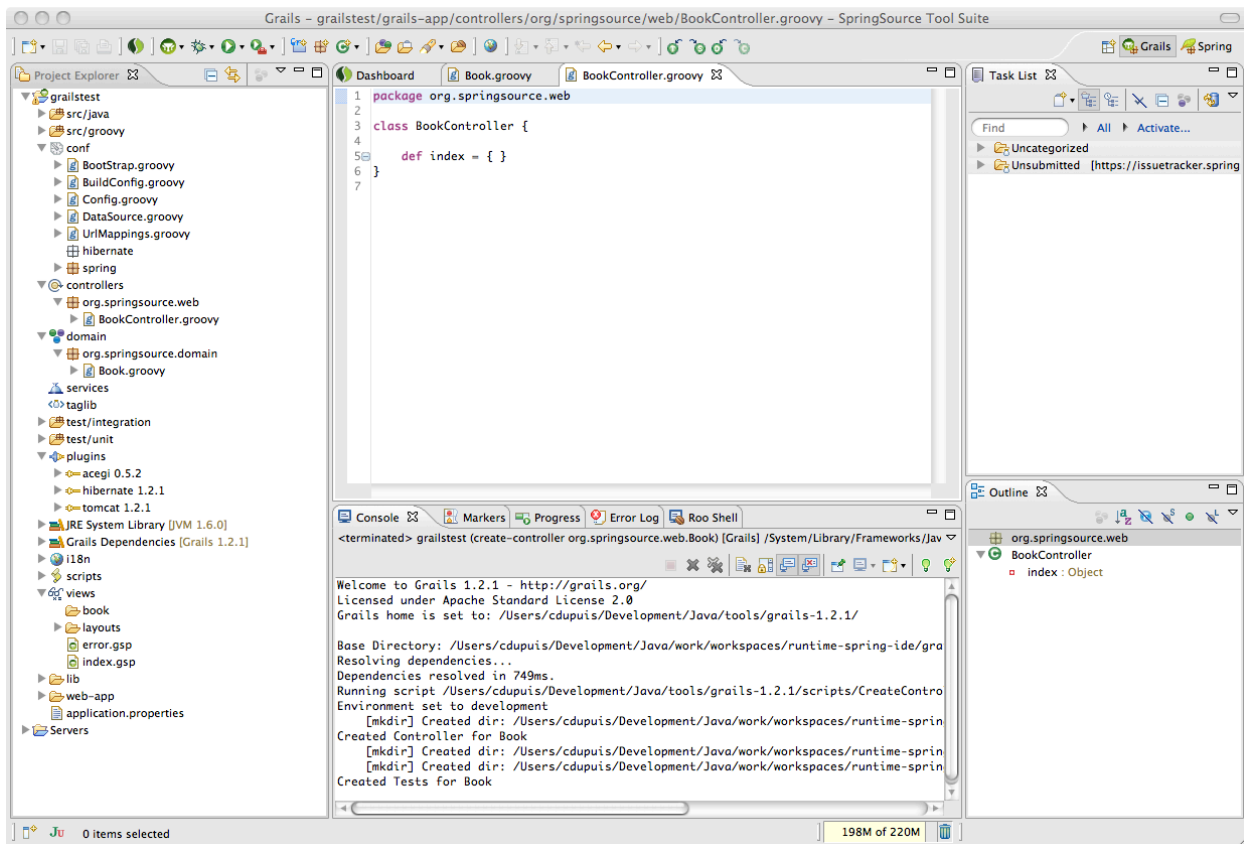 Grails - grailstest/grails-app/controllers/org/springsource/web/BookController.groovy - SpringSource Tool Suite
Grails
Spring
Project Explorer
grailstest
src/java
src/groovy
conf
BootStrap.groovy
BuildConfig.groovy
Config.groovy
DataSource.groovy
UrlMappings.groovy
hibernate
spring
controllers
org.springsource.web
BookController.groovy
domain
org.springsource.domain
Book.groovy
services
taglib
test/integration
test/unit
plugins
acegi 0.5.2
hibernate 1.2.1
tomcat 1.2.1
JRE System Library [JVM 1.6.0]
Grails Dependencies [Grails 1.2.1]
i18n
scripts
views
book
layouts
error.gsp
index.gsp
lib
web-app
application.properties
Servers
Dashboard Book.groovy BookController.groovy
1 package org.springsource.web
2
3 class BookController {
4
5 def index = { }
6 }
7
Console Markers Progress Error Log Roo Shell
<terminated> grailstest (create-controller org.springsource.web.Book) [Grails] /System/Library/Frameworks/Jav
Welcome to Grails 1.2.1 - http://grails.org/
Licensed under Apache Standard License 2.0
Grails home is set to: /Users/cdupuis/Development/Java/tools/grails-1.2.1/
Base Directory: /Users/cdupuis/Development/Java/work/workspaces/runtime-spring-ide/gra
Resolving dependencies...
Dependencies resolved in 749ms.
Running script /Users/cdupuis/Development/Java/tools/grails-1.2.1/scripts/CreateContro
Environment set to development
[mkdir] Created dir: /Users/cdupuis/Development/Java/work/workspaces/runtime-sprin
Created Controller for Book
[mkdir] Created dir: /Users/cdupuis/Development/Java/work/workspaces/runtime-sprin
[mkdir] Created dir: /Users/cdupuis/Development/Java/work/workspaces/runtime-sprin
Created Tests for Book
Task List
Find All Activate...
Uncategorized
Unsubmitted [https://issuetracker.spring
Outline
org.springsource.web
BookController
index : Object
JU 0 items selected
198M of 220M